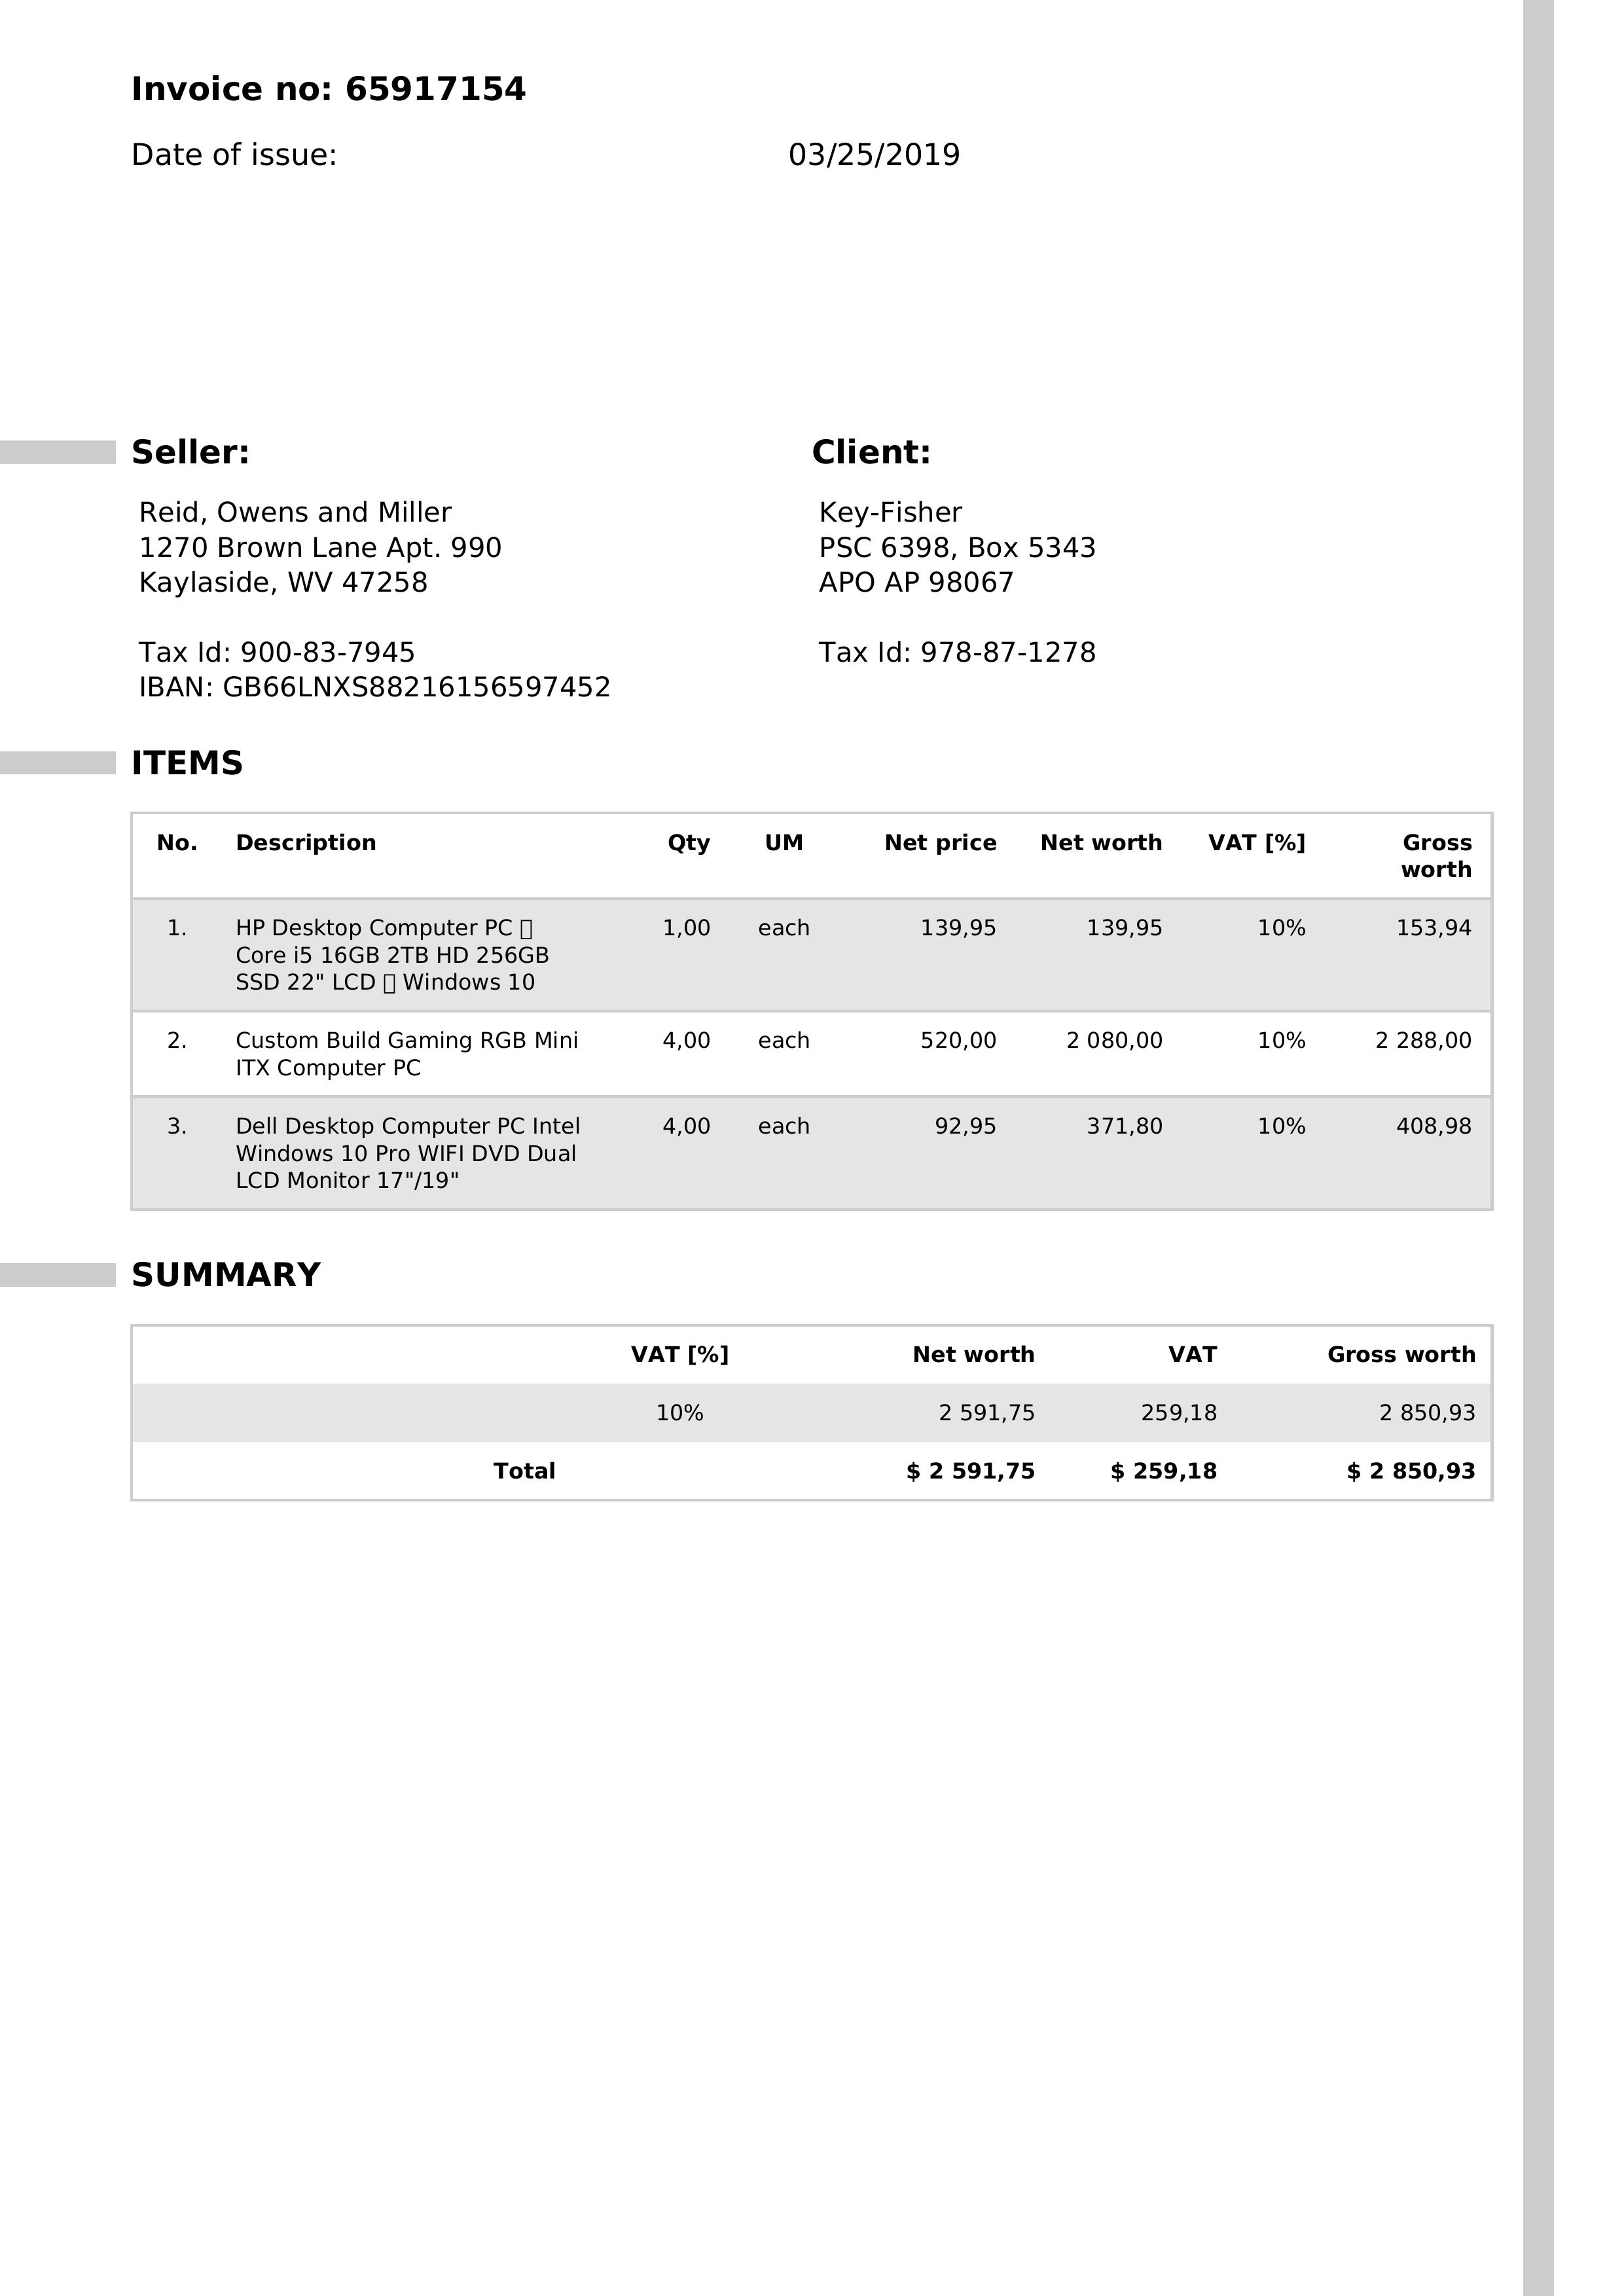 Invoice no: 65917154
Date of issue: 03/25/2019
Seller:
Reid, Owens and Miller
1270 Brown Lane Apt. 990
Kaylaside, WV 47258
Tax Id: 900-83-7945
IBAN: GB66LNXS88216156597452
Client:
Key-Fisher
PSC 6398, Box 5343
APO AP 98067
Tax Id: 978-87-1278
ITEMS
No. Description Qty UM Net price Net worth VAT [%] Gross
worth
1. HP Desktop Computer PC 1,00 each 139,95 139,95 10% 153,94
Core i5 16GB 2TB HD 256GB
SSD 22" LCD Windows 10
2. Custom Build Gaming RGB Mini 4,00 each 520,00 2 080,00 10% 2 288,00
ITX Computer PC
3. Dell Desktop Computer PC Intel 4,00 each 92,95 371,80 10% 408,98
Windows 10 Pro WIFI DVD Dual
LCD Monitor 17"/19"
SUMMARY
VAT [%] Net worth VAT Gross worth
10% 2 591,75 259,18 2 850,93
Total $ 2 591,75 $ 259,18 $ 2 850,93